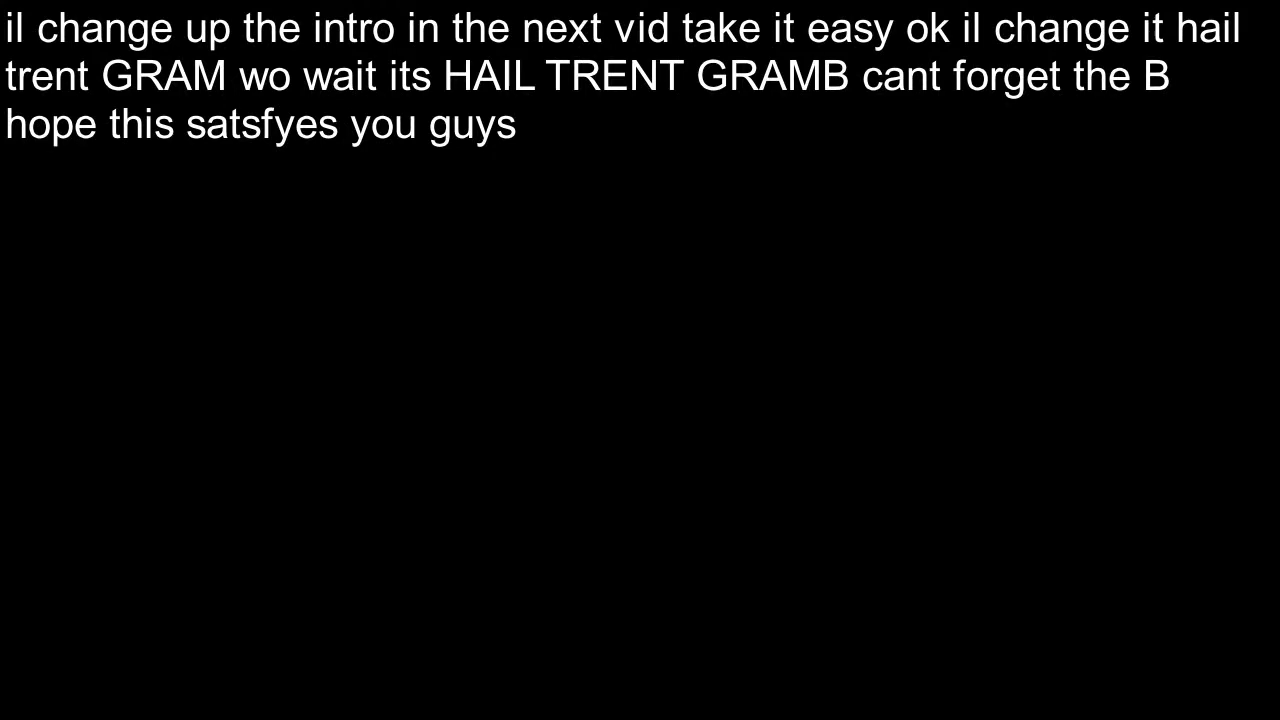 il change up the intro in the next vid take it easy ok il change it hail
trent GRAM wo wait its HAIL TRENT GRAMB cant forget the B
hope this satsfyes you guys